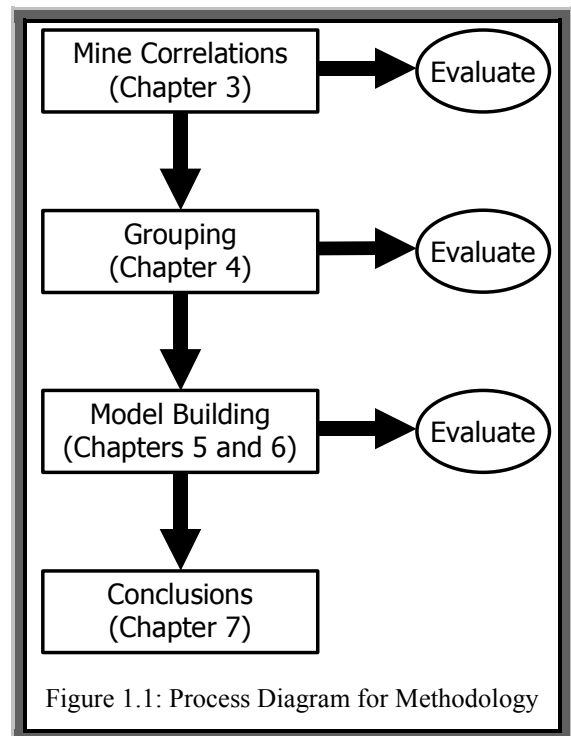 Mine Correlations
(Chapter 3)
Evaluate
Grouping
(Chapter 4)
Evaluate
Model Building
(Chapters 5 and 6)
Evaluate
Conclusions
(Chapter 7)
Figure 1.1: Process Diagram for Methodology